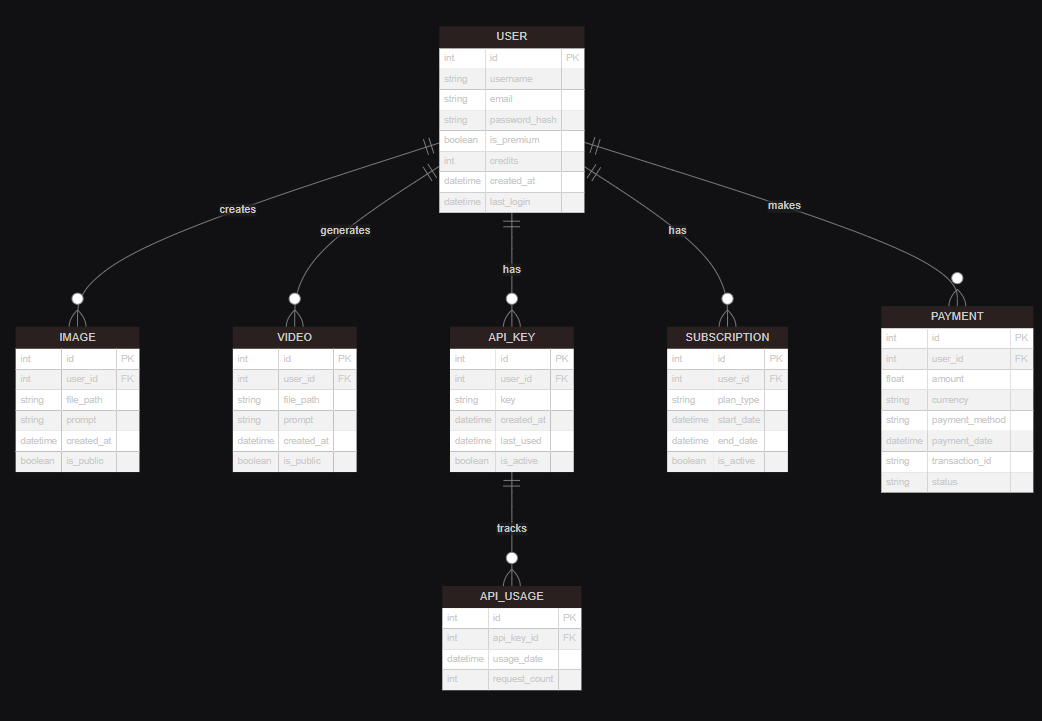 USER
int id PK
string username
string email
string password_hash
boolean is_premium
int credits
datetime created_at
datetime last_login
creates
generates
has
has
makes
IMAGE
int id PK
int user_id FK
string file_path
string prompt
datetime created_at
boolean is_public
VIDEO
int id PK
int user_id FK
string file_path
string prompt
datetime created_at
boolean is_public
API_KEY
int id PK
int user_id FK
string key
datetime created_at
datetime last_used
boolean is_active
SUBSCRIPTION
int id PK
int user_id FK
string plan_type
datetime start_date
datetime end_date
boolean is_active
PAYMENT
int id PK
int user_id FK
float amount
string currency
string payment_method
datetime payment_date
string transaction_id
string status
tracks
API_USAGE
int id PK
int api_key_id FK
datetime usage_date
int request_count